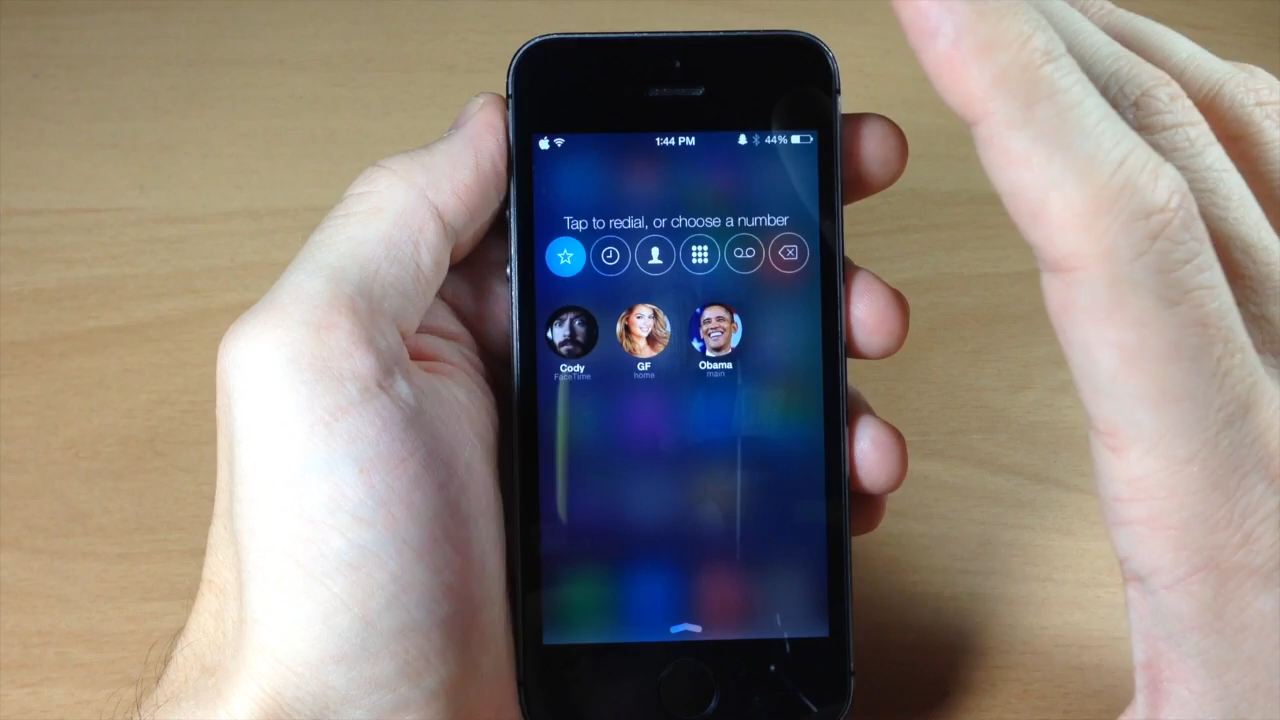 1:44 PM
44%
Tap to redial, or choose a number
Cody
FaceTime
GF
home
Obama
main